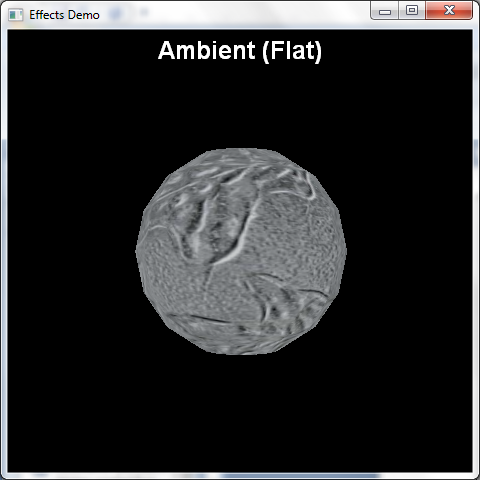 Effects Demo
Ambient (Flat)